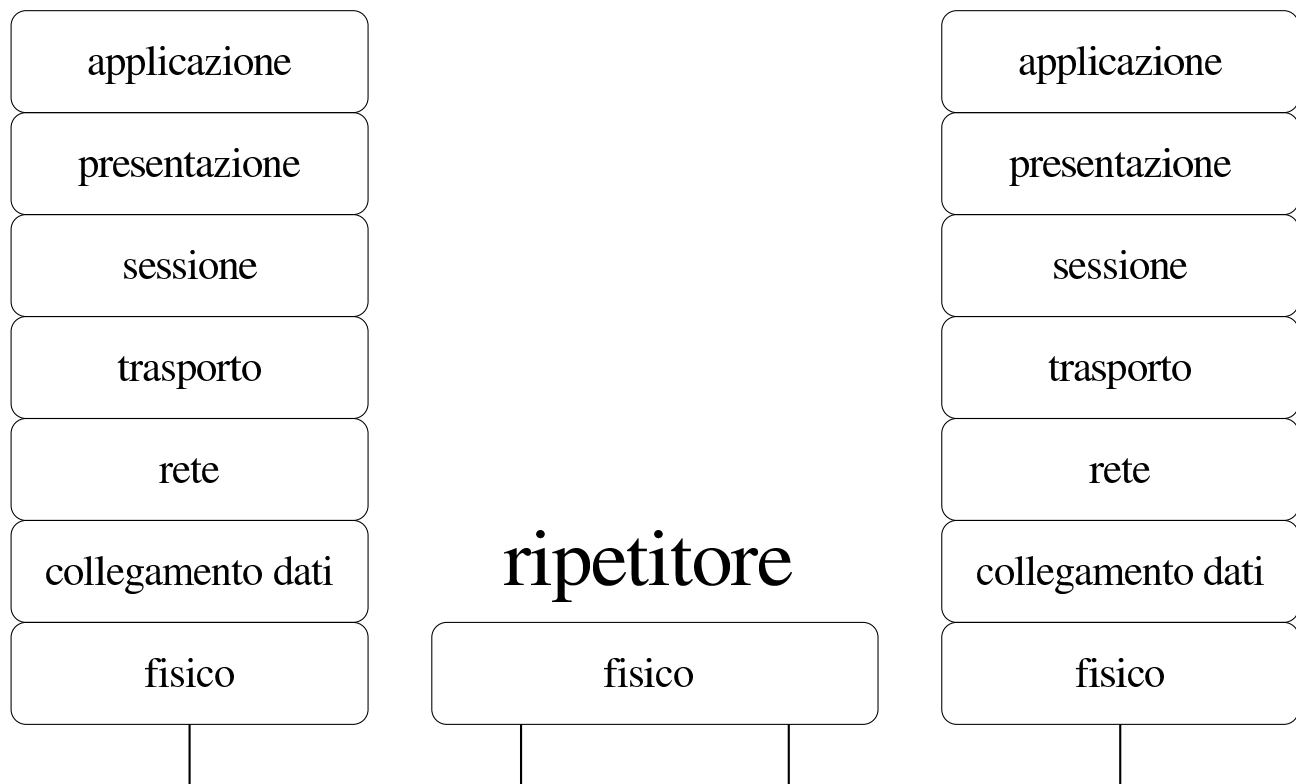 applicazione
presentazione
sessione
trasporto
rete
collegamento dati
fisico
ripetitore
fisico
applicazione
presentazione
sessione
trasporto
rete
collegamento dati
fisico